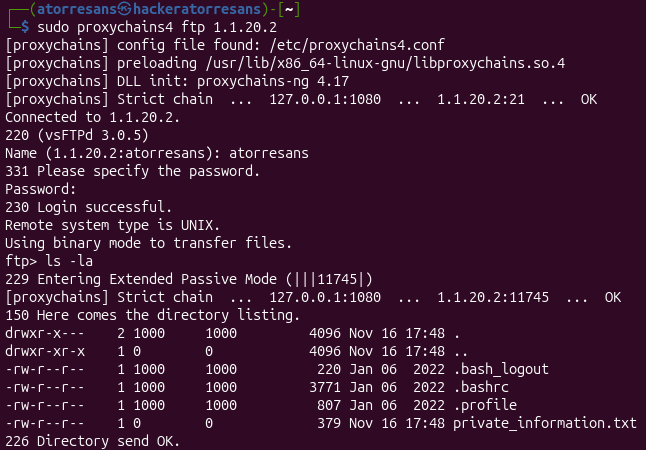 ┌──(atorresans㉿hackeratorresans)-[~]
└─$ sudo proxychains4 ftp 1.1.20.2
[proxychains] config file found: /etc/proxychains4.conf
[proxychains] preloading /usr/lib/x86_64-linux-gnu/libproxychains.so.4
[proxychains] DLL init: proxychains-ng 4.17
[proxychains] Strict chain  ...  127.0.0.1:1080  ...  1.1.20.2:21  ...  OK
Connected to 1.1.20.2.
220 (vsFTPd 3.0.5)
Name (1.1.20.2:atorresans): atorresans
331 Please specify the password.
Password:
230 Login successful.
Remote system type is UNIX.
Using binary mode to transfer files.
ftp> ls -la
229 Entering Extended Passive Mode (|||11745|)
[proxychains] Strict chain  ...  127.0.0.1:1080  ...  1.1.20.2:11745  ...  OK
150 Here comes the directory listing.
drwxr-x---    2 1000     1000         4096 Nov 16 17:48 .
drwxr-xr-x    1 0        0            4096 Nov 16 17:48 ..
-rw-r--r--    1 1000     1000          220 Jan 06  2022 .bash_logout
-rw-r--r--    1 1000     1000         3771 Jan 06  2022 .bashrc
-rw-r--r--    1 1000     1000          807 Jan 06  2022 .profile
-rw-r--r--    1 0        0             379 Nov 16 17:48 private_information.txt
226 Directory send OK.